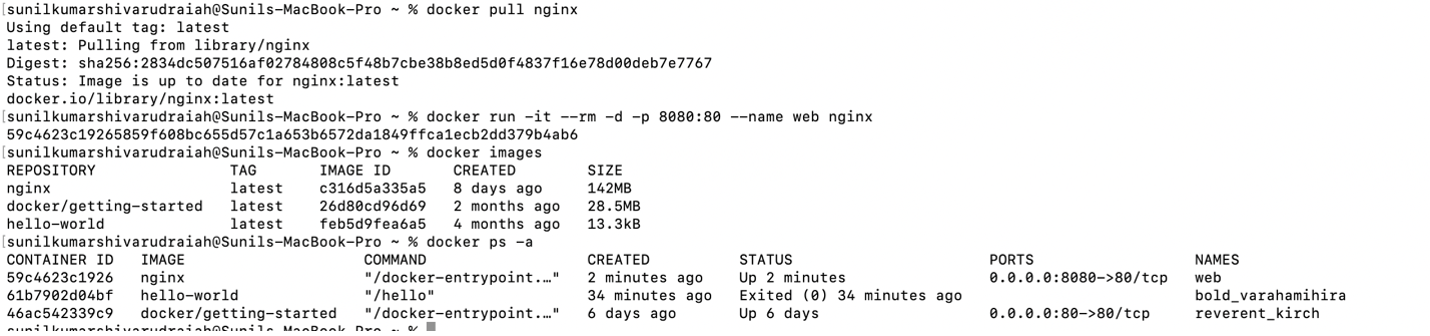 [sunilkumarshivarudraiah@Sunils-MacBook-Pro ~ % docker pull nginx
Using default tag: latest
latest: Pulling from library/nginx
Digest: sha256:2834dc507516af02784808c5f48b7cbe38b8ed5d0f4837f16e78d00deb7e7767
Status: Image is up to date for nginx:latest
docker.io/library/nginx:latest
[sunilkumarshivarudraiah@Sunils-MacBook-Pro ~ % docker run -it --rm -d -p 8080:80 --name web nginx
59c4623c19265859f608bc655d57c1a653b6572da1849ffca1ecb2dd379b4ab6
[sunilkumarshivarudraiah@Sunils-MacBook-Pro ~ % docker images
REPOSITORY TAG IMAGE ID CREATED SIZE
nginx latest c316d5a335a5 8 days ago 142MB
docker/getting-started latest 26d80cd96d69 2 months ago 28.5MB
hello-world latest feb5d9fea6a5 4 months ago 13.3kB
[sunilkumarshivarudraiah@Sunils-MacBook-Pro ~ % docker ps -a
CONTAINER ID IMAGE COMMAND CREATED STATUS PORTS NAMES
59c4623c1926 nginx "/docker-entrypoint.…" 2 minutes ago Up 2 minutes 0.0.0.0:8080->80/tcp web
61b7902d04bf hello-world "/hello" 34 minutes ago Exited (0) 34 minutes ago bold_varahamihira
46ac542339c9 docker/getting-started "/docker-entrypoint.…" 6 days ago Up 6 days 0.0.0.0:80->80/tcp reverent_kirch
sunilkumarshivarudraiah@Sunils-MacBook-Pro ~ %